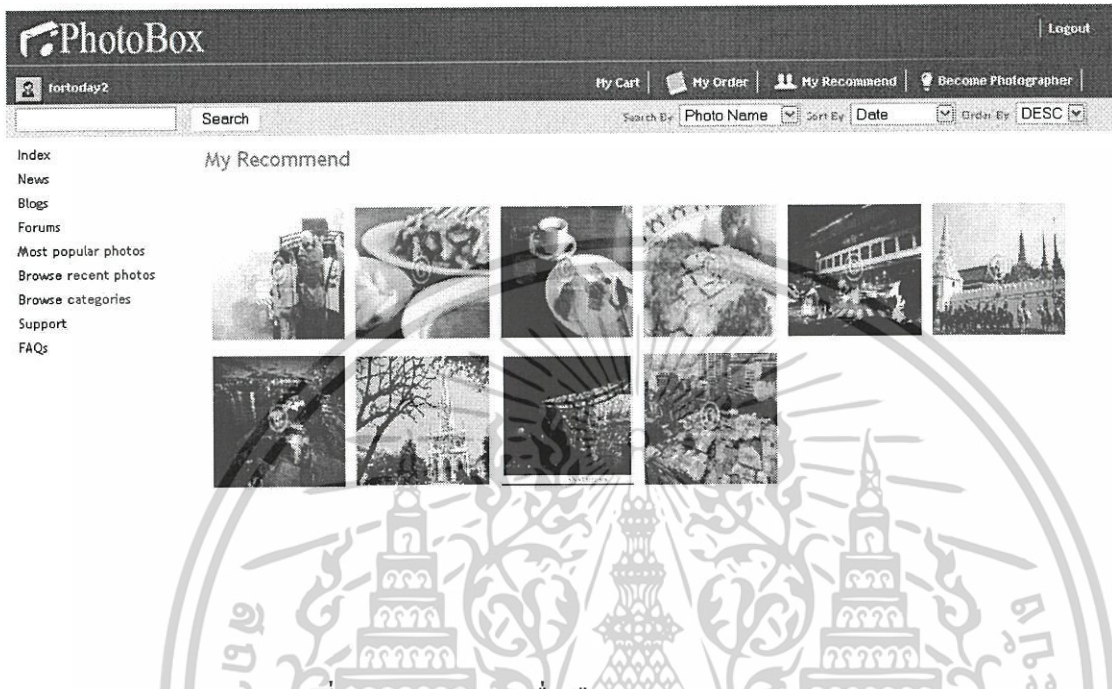 PhotoBox
Logout
fortoday2
My Cart
My Order
My Recommend
Become Photographer
Search
Search By
Photo Name
Sort By
Date
Order By
DESC
Index
News
Blogs
Forums
Most popular photos
Browse recent photos
Browse categories
Support
FAQs
My Recommend